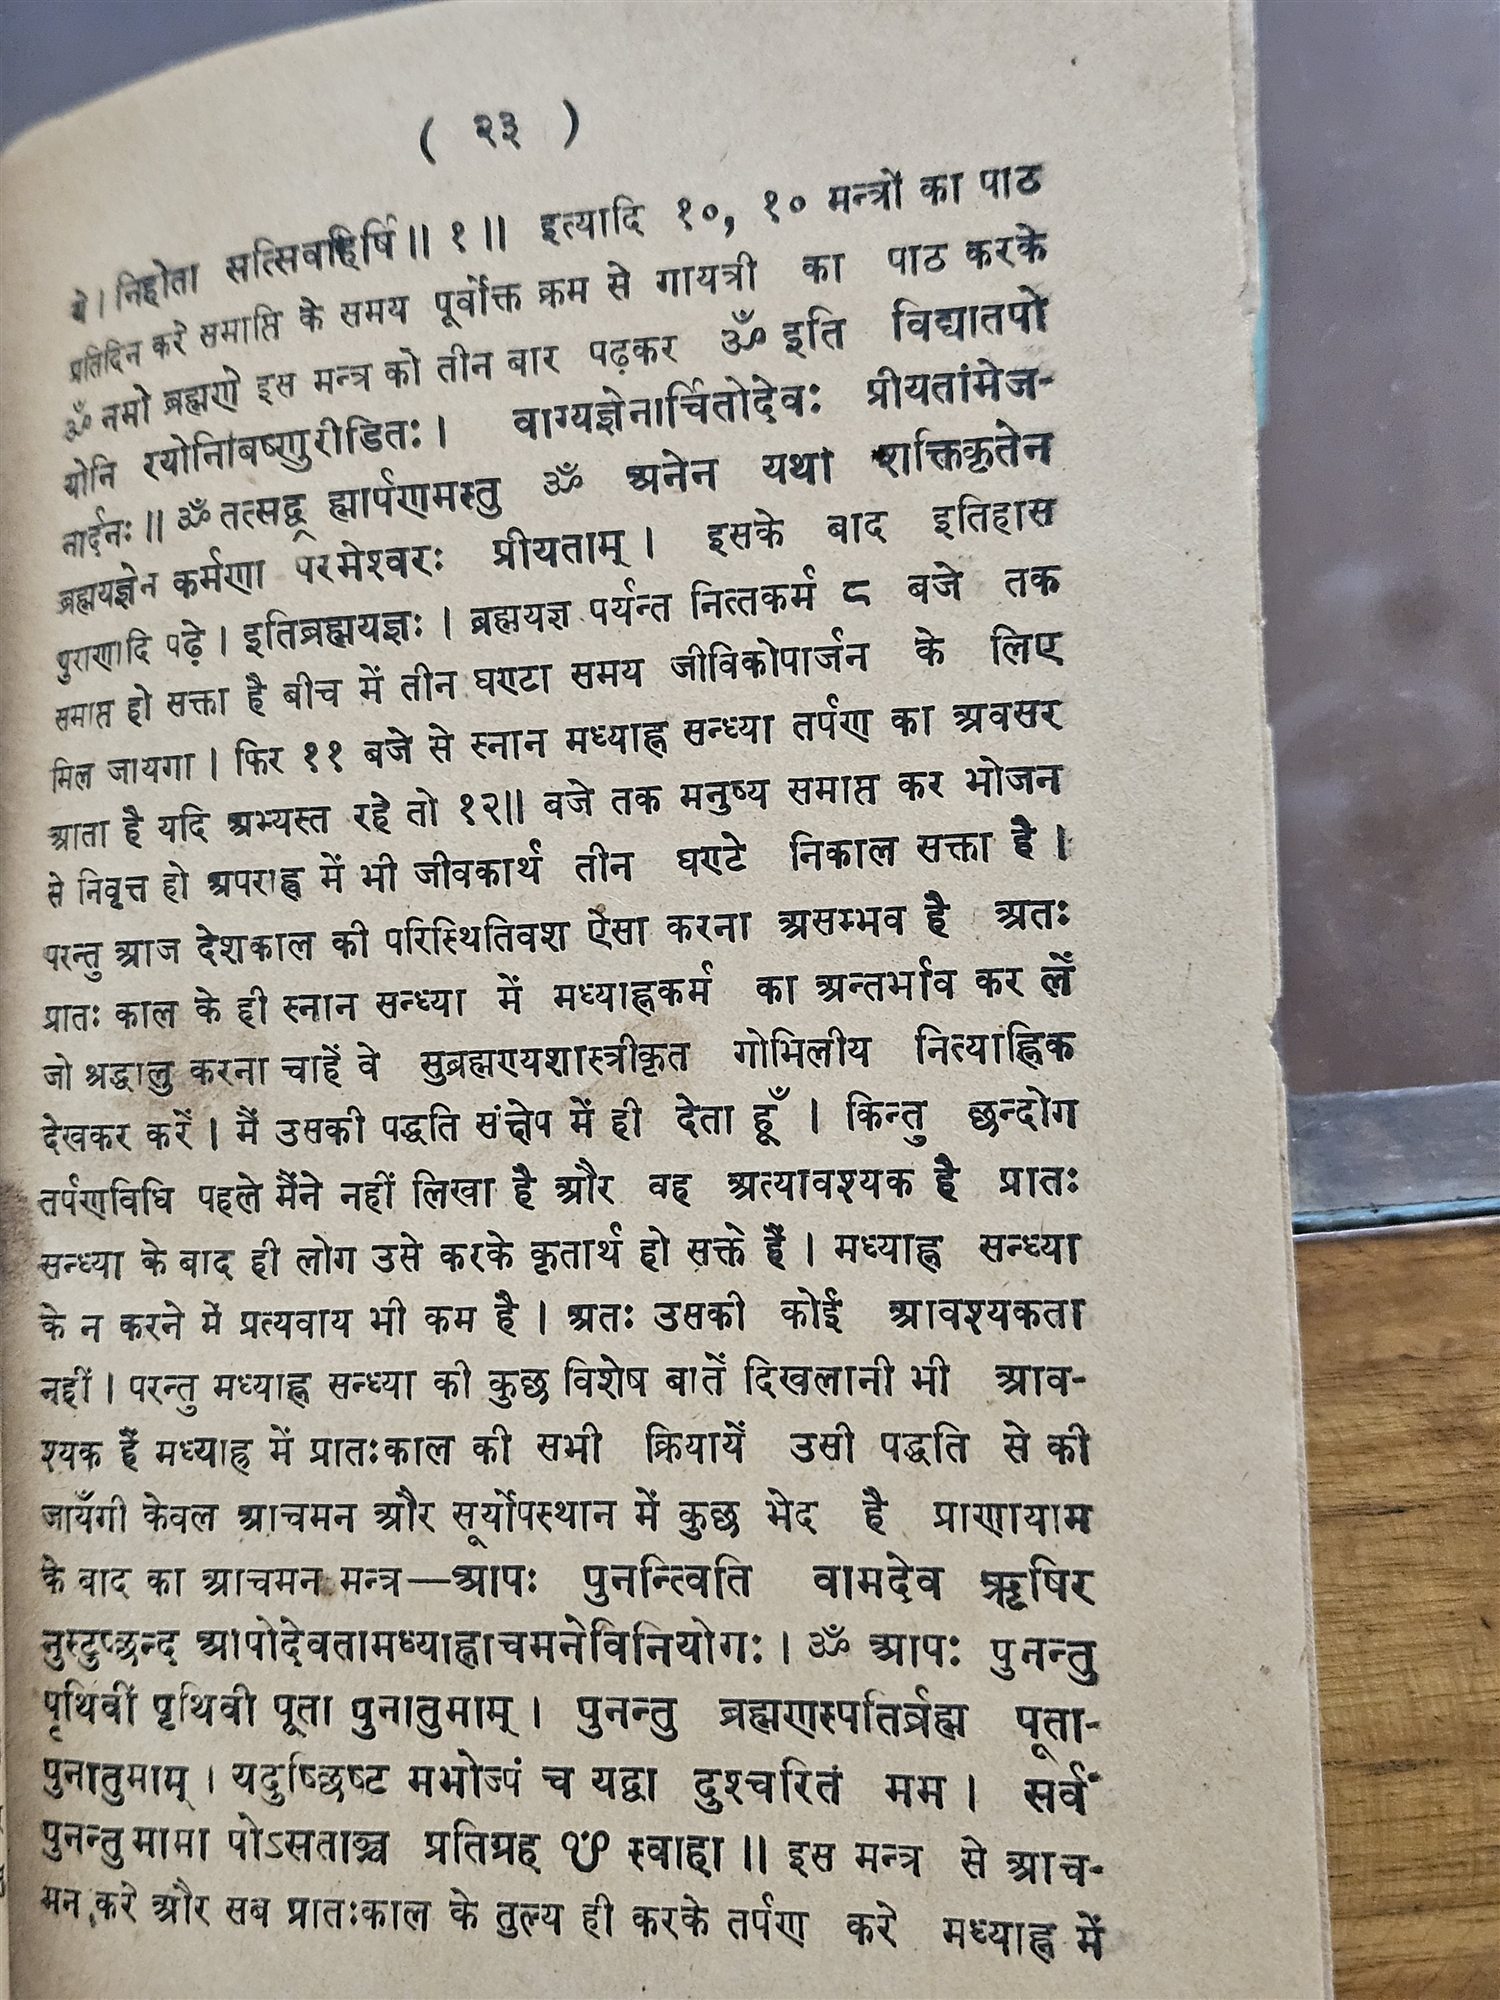 ( २३ )
ये। निहोता सत्सिवर्हिषि॥ १॥ इत्यादि १०, १० मन्त्रों का पाठ
प्रतिदिन करे समाप्ति के समय पूर्वोक्त क्रम से गायत्री का पाठ करके
ॐ नमो ब्रह्मणे इस मन्त्र को तीन बार पढ़कर ॐ इति विद्यातपो
योनि रयोनिर्विष्णुरीडितः। वाग्यज्ञेनार्चितोदेवः प्रीयतांमेज-
नार्दनः॥ ॐ तत्सद्ब्र ह्मार्पणमस्तु ॐ अनेन यथा शक्तिकृतेन
ब्रह्मयज्ञेन कर्मणा परमेश्वरः प्रीयताम्। इसके बाद इतिहास
पुराणादि पढ़े। इतिब्रह्मयज्ञः। ब्रह्मयज्ञ पर्यन्त नित्तकर्म ८ बजे तक
समाप्त हो सक्ता है बीच में तीन घण्टा समय जीविकोपार्जन के लिए
मिल जायगा। फिर ११ बजे से स्नान मध्याह्न सन्ध्या तर्पण का अवसर
आता है यदि अभ्यस्त रहे तो १२॥ बजे तक मनुष्य समाप्त कर भोजन
से निवृत्त हो अपराह्न में भी जीवकार्थ तीन घण्टे निकाल सक्ता है।
परन्तु आज देशकाल की परिस्थितिवश ऐसा करना असम्भव है अतः
प्रातः काल के ही स्नान सन्ध्या में मध्याह्नकर्म का अन्तर्भाव कर लें
जो श्रद्धालु करना चाहें वे सुब्रह्मण्यशास्त्रीकृत गोभिलीय नित्याह्निक
देखकर करें। मैं उसकी पद्धति संक्षेप में ही देता हूँ। किन्तु छन्दोग
तर्पणविधि पहले मैंने नहीं लिखा है और वह अत्यावश्यक है प्रातः
सन्ध्या के बाद ही लोग उसे करके कृतार्थ हो सक्ते हैं। मध्याह्न सन्ध्या
के न करने में प्रत्यवाय भी कम है। अतः उसकी कोई आवश्यकता
नहीं। परन्तु मध्याह्न सन्ध्या की कुछ विशेष बातें दिखलानी भी आव-
श्यक हैं मध्याह्न में प्रातःकाल की सभी क्रियायें उसी पद्धति से की
जायँगी केवल आचमन और सूर्योपस्थान में कुछ भेद है प्राणायाम
के बाद का आचमन मन्त्र—आपः पुनन्त्विति वामदेव ऋषिर
नुस्टुप्छन्द आपोदेवतामध्याह्नाचमनेविनियोगः। ॐ आपः पुनन्तु
पृथिवीं पृथिवी पूता पुनातुमाम्। पुनन्तु ब्रह्मणस्पतिर्ब्रह्म पूता-
पुनातुमाम्। यदुच्छिष्ट मभोज्यं च यद्वा दुश्चरितं मम। सर्वं
पुनन्तु मामा पोऽसताञ्च प्रतिग्रह ꣳ स्वाहा॥ इस मन्त्र से आच-
मन करे और सब प्रातःकाल के तुल्य ही करके तर्पण करे मध्याह्न में